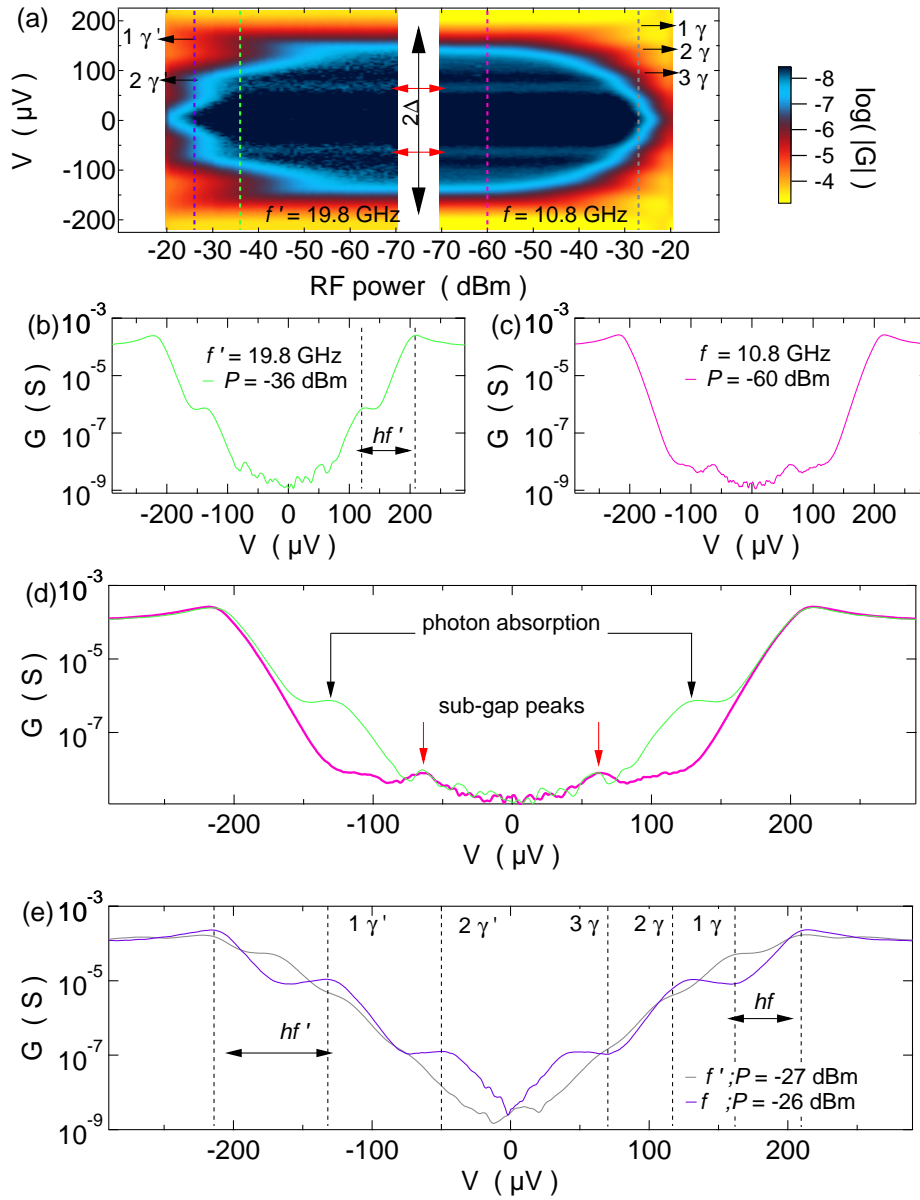 (a)
200
100
0
-100
-200
V ( µV )
1 γ '
2 γ
2Δ
1 γ
2 γ
3 γ
f ' = 19.8 GHz
f = 10.8 GHz
-20 -30 -40 -50 -60 -70 -70 -60 -50 -40 -30 -20
RF power ( dBm )
-8
-7
-6
-5
-4
log( |G| )
(b)
10-3
10-5
10-7
10-9
G ( S )
f ' = 19.8 GHz
P = -36 dBm
hf '
-200 -100 0 100 200
V ( µV )
(c)
10-3
10-5
10-7
10-9
G ( S )
f = 10.8 GHz
P = -60 dBm
-200 -100 0 100 200
V ( µV )
(d)
10-3
10-5
10-7
G ( S )
photon absorption
sub-gap peaks
-200 -100 0 100 200
V ( µV )
(e)
10-3
10-5
10-7
10-9
G ( S )
1 γ ' 2 γ ' 3 γ 2 γ 1 γ
hf '
hf
f ' ;P = -27 dBm
f ;P = -26 dBm
-200 -100 0 100 200
V ( µV )